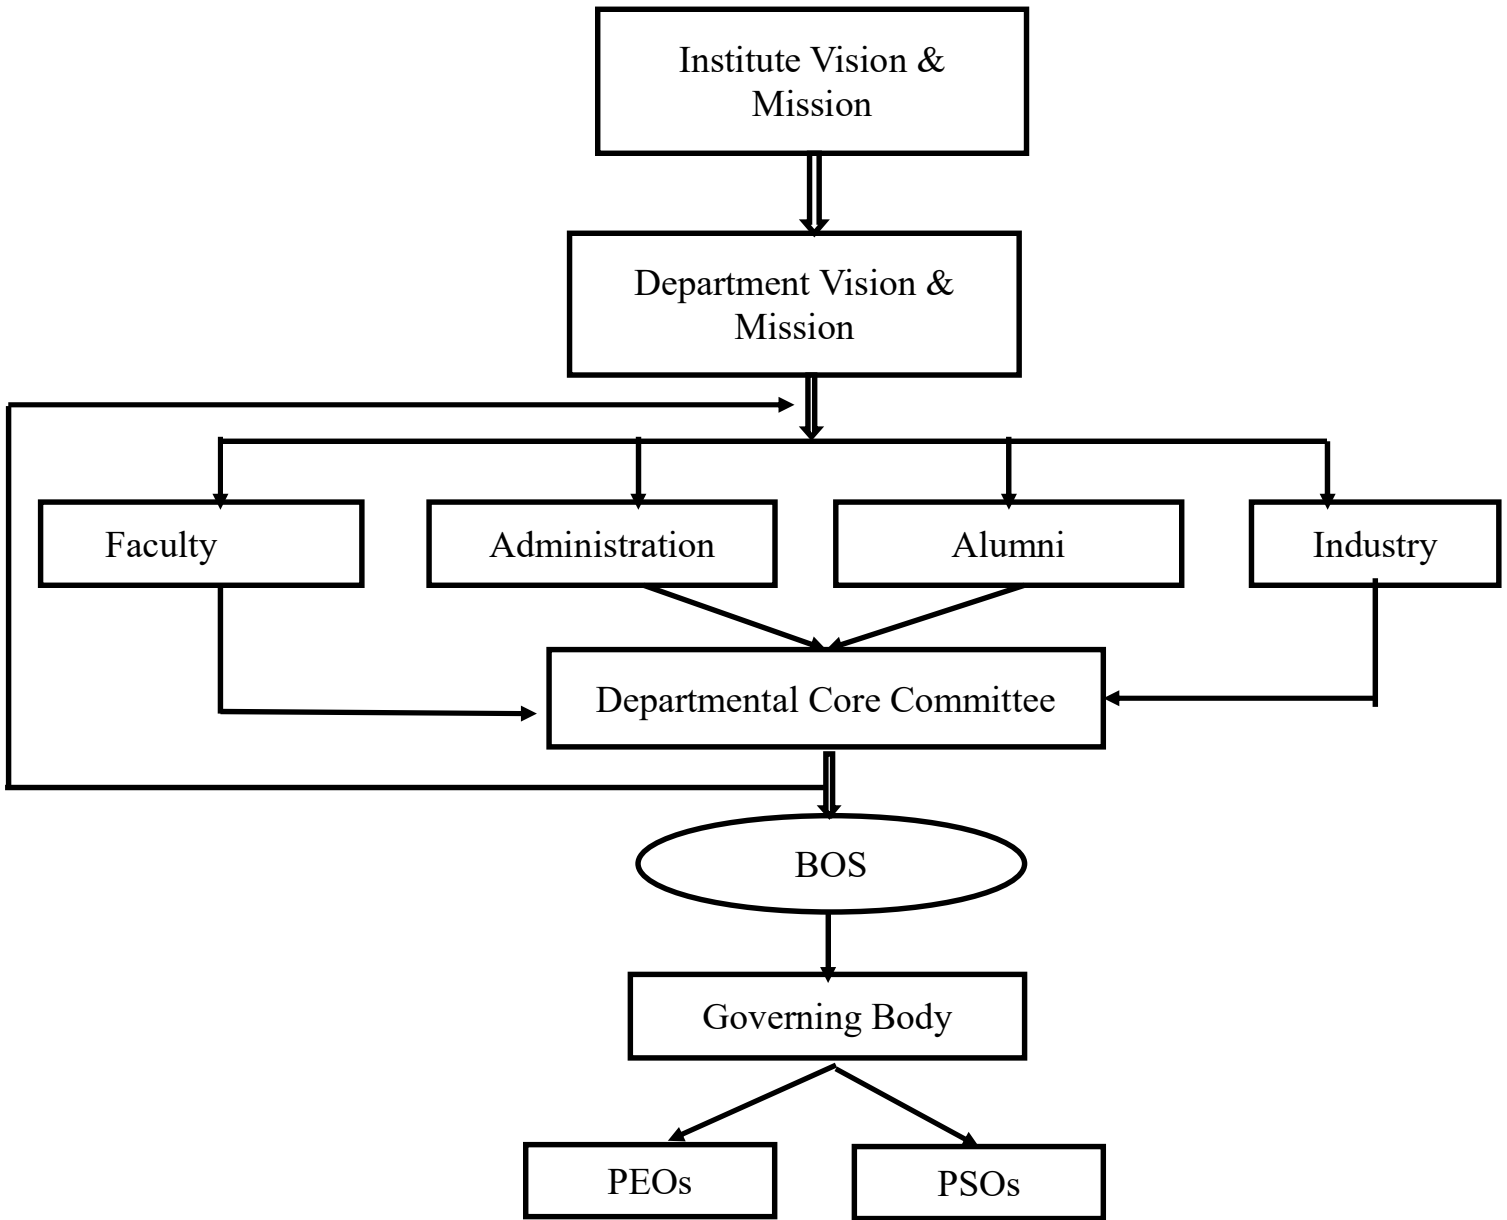 Institute Vision &
Mission
Department Vision &
Mission
Faculty
Administration
Alumni
Industry
Departmental Core Committee
BOS
Governing Body
PEOs
PSOs